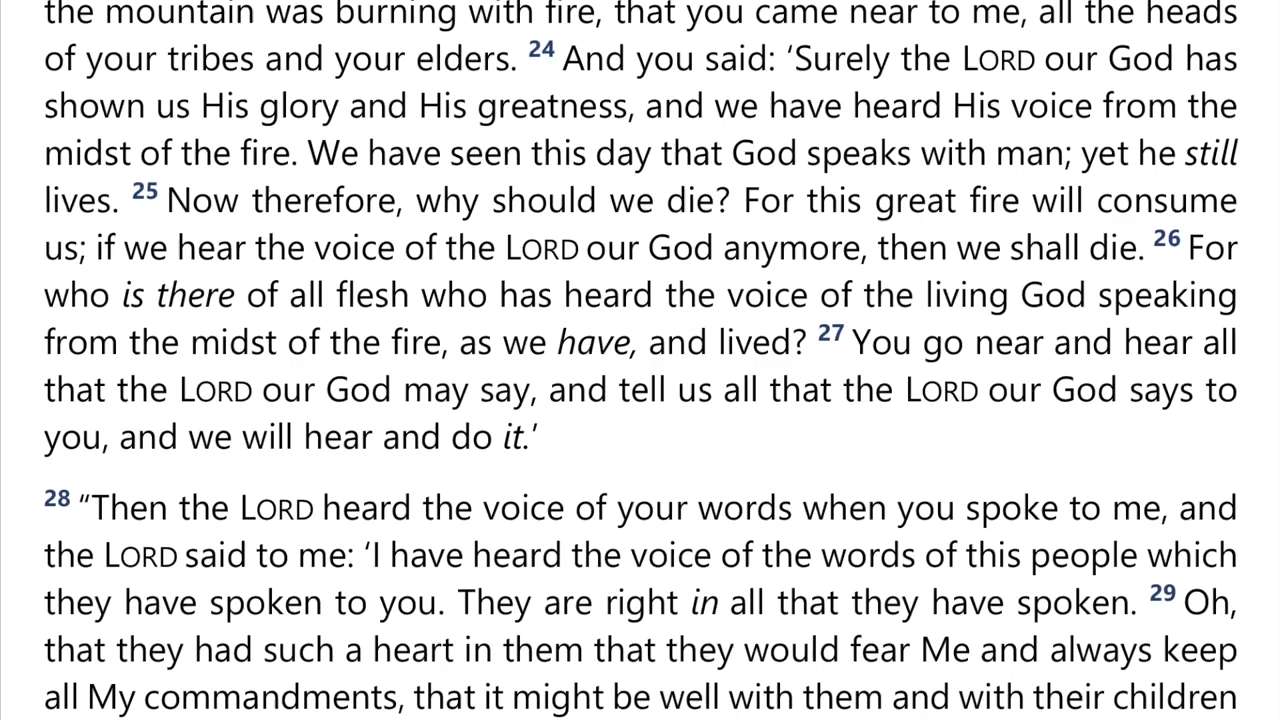 the mountain was burning with fire, that you came near to me, all the heads
of your tribes and your elders. 24 And you said: ‘Surely the LORD our God has
shown us His glory and His greatness, and we have heard His voice from the
midst of the fire. We have seen this day that God speaks with man; yet he still
lives. 25 Now therefore, why should we die? For this great fire will consume
us; if we hear the voice of the LORD our God anymore, then we shall die. 26 For
who is there of all flesh who has heard the voice of the living God speaking
from the midst of the fire, as we have, and lived? 27 You go near and hear all
that the LORD our God may say, and tell us all that the LORD our God says to
you, and we will hear and do it.’
28 “Then the LORD heard the voice of your words when you spoke to me, and
the LORD said to me: ‘I have heard the voice of the words of this people which
they have spoken to you. They are right in all that they have spoken. 29 Oh,
that they had such a heart in them that they would fear Me and always keep
all My commandments, that it might be well with them and with their children